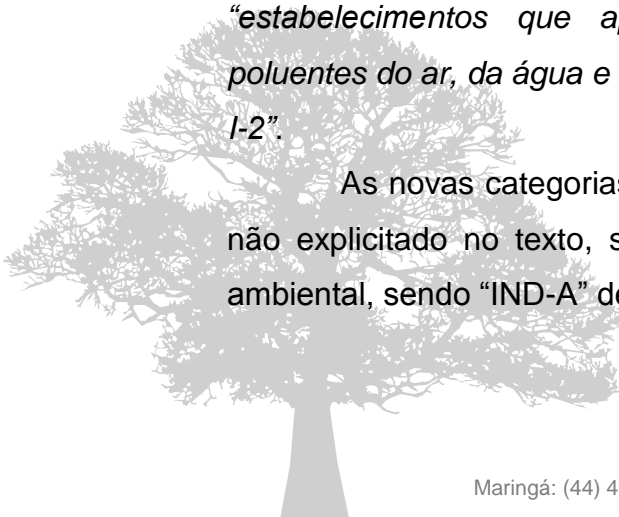 “estabelecimentos que
poluentes do ar, da água e
I-2”.
As novas categorias
não explicitado no texto,
ambiental, sendo “IND-A”
Maringá: (44) 4